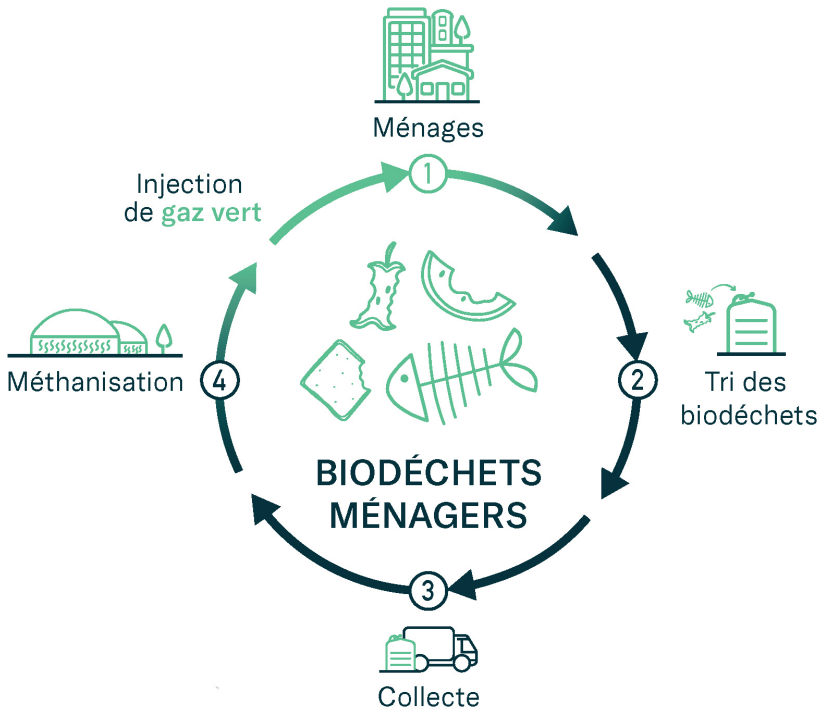 Ménages
1
Injection
de gaz vert
2
Tri des
biodéchets
Méthanisation
4
BIODÉCHETS
MÉNAGERS
3
Collecte